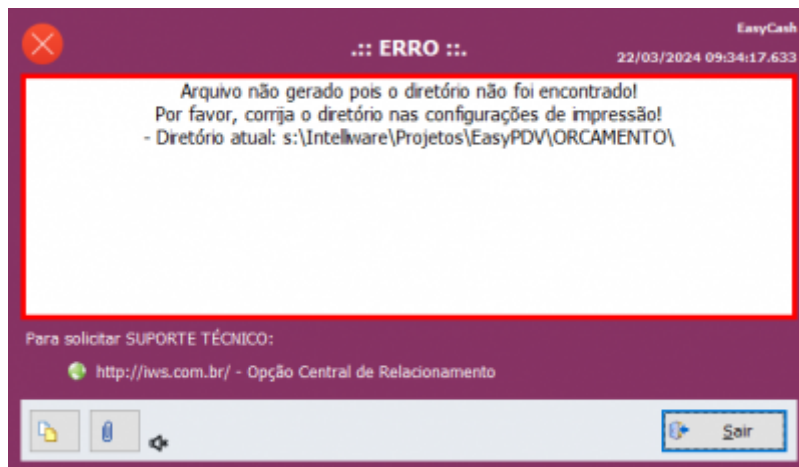 EasyCash
.:: ERRO ::.
22/03/2024 09:34:17.633
Arquivo não gerado pois o diretório não foi encontrado!
Por favor, corrija o diretório nas configurações de impressão!
- Diretório atual: s:\Intelliware\Projetos\EasyPDV\ORCAMENTO\
Para solicitar SUPORTE TÉCNICO:
http://iws.com.br/ - Opção Central de Relacionamento
Sair